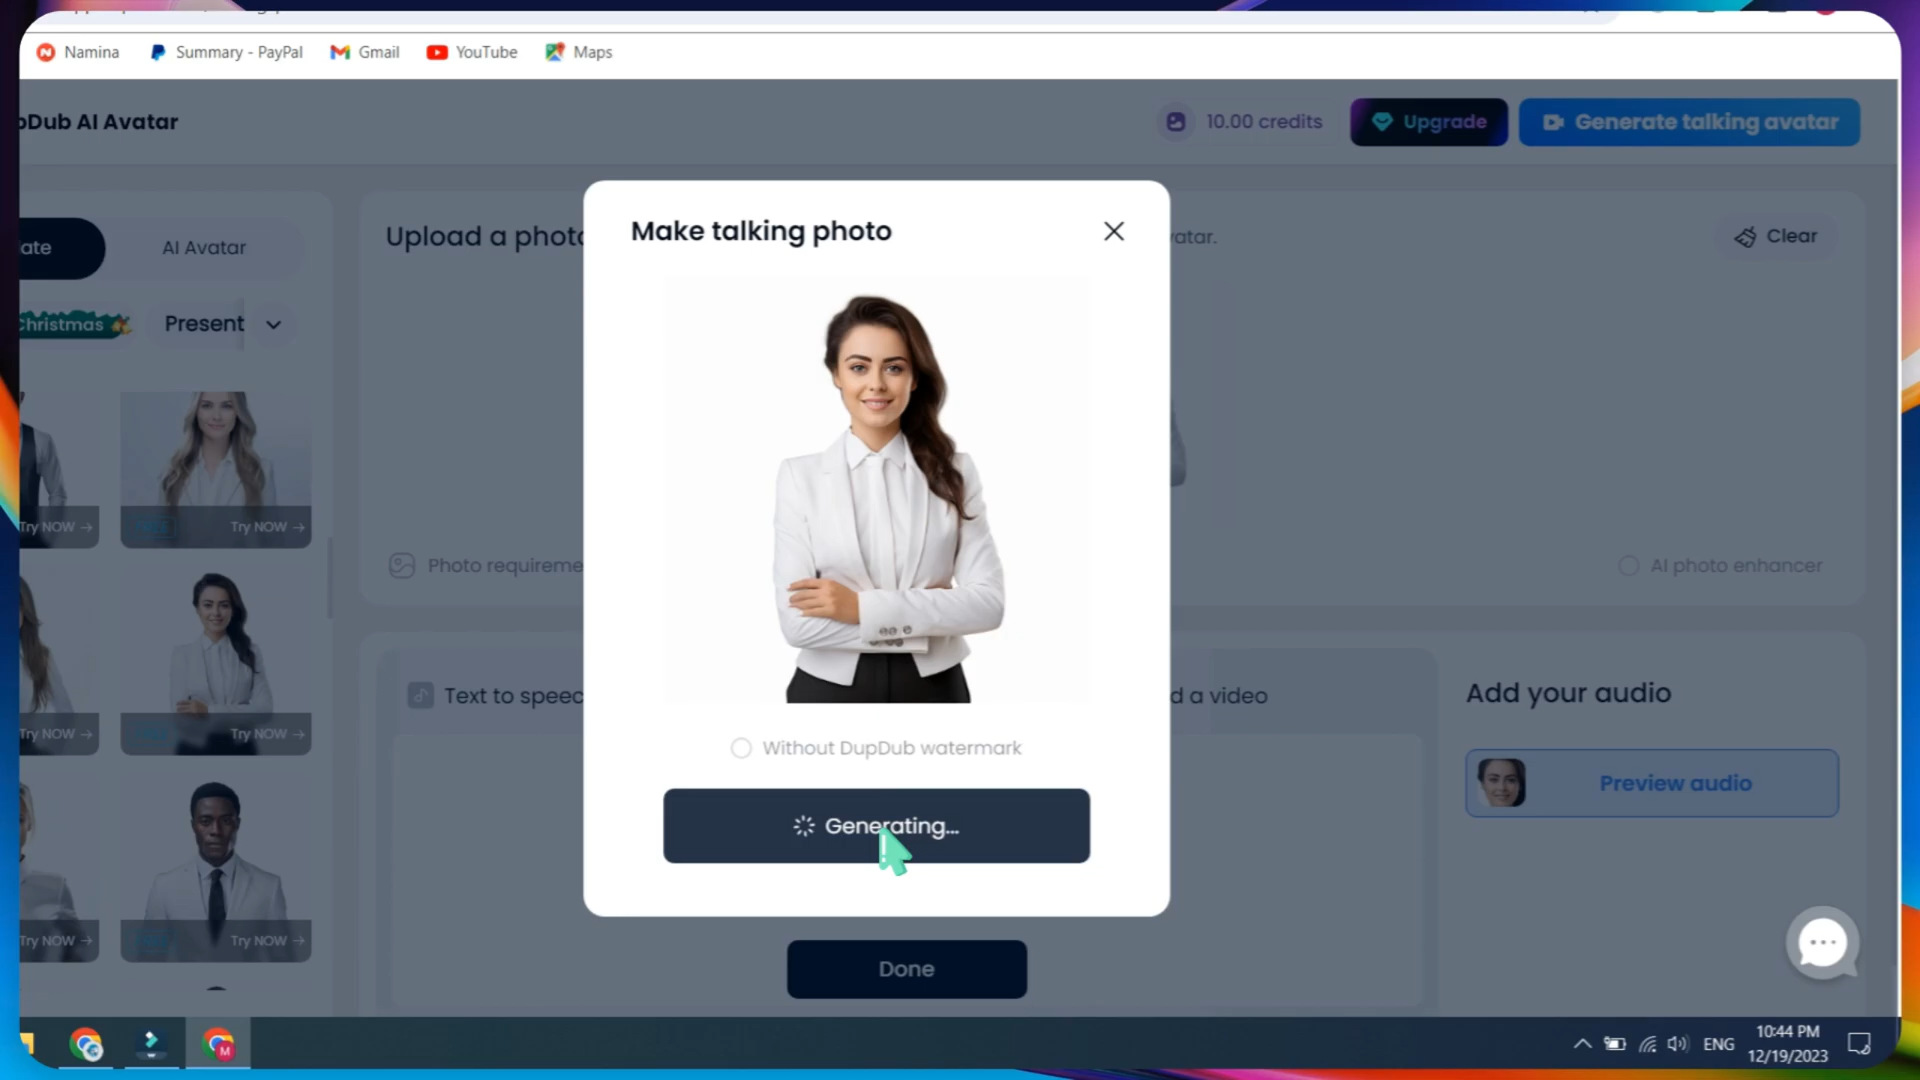 Namina
Summary - PayPal
Gmail
YouTube
Maps
Dub AI Avatar
10.00 credits
Upgrade
Generate talking avatar
ate
AI Avatar
Upload a photo
atar.
Clear
Make talking photo
Christmas
Present
Try NOW →
Try NOW →
Photo requireme
AI photo enhancer
Try NOW →
Try NOW →
Text to speec
d a video
Add your audio
Without DupDub watermark
Preview audio
Generating...
Try NOW →
Try NOW →
Done
M
ENG
10:44 PM
12/19/2023